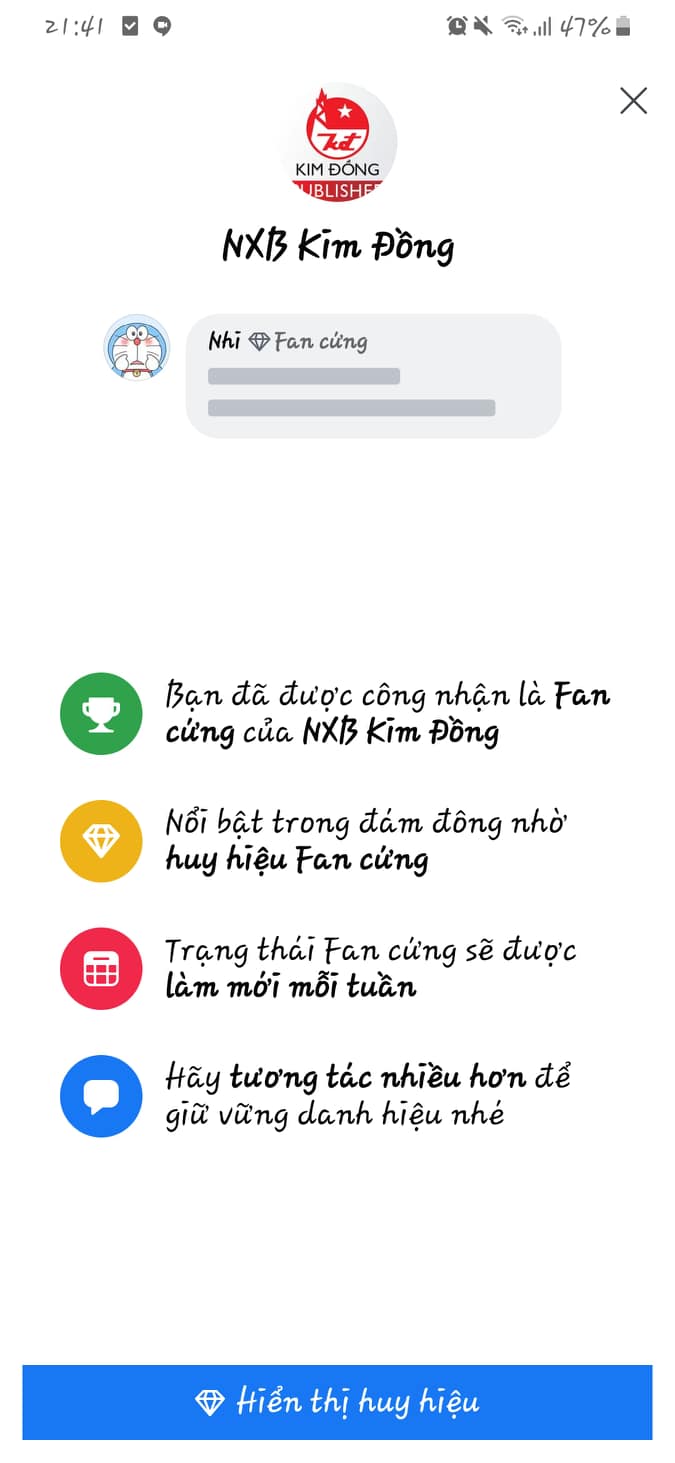 21:41
47%
kđ
KIM ĐỒNG
PUBLISHER
NXB Kim Đồng
Nhi Fan cứng
Bạn đã được công nhận là Fan
cứng của NXB Kim Đồng
Nổi bật trong đám đông nhờ
huy hiệu Fan cứng
Trạng thái Fan cứng sẽ được
làm mới mỗi tuần
Hãy tương tác nhiều hơn để
giữ vững danh hiệu nhé
Hiển thị huy hiệu